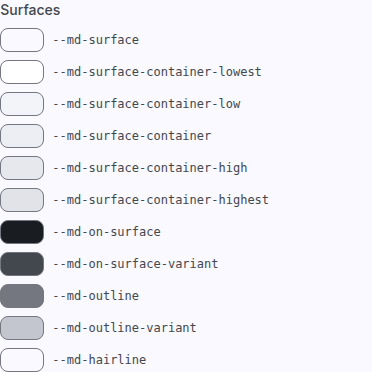 Surfaces
--md-surface
--md-surface-container-lowest
--md-surface-container-low
--md-surface-container
--md-surface-container-high
--md-surface-container-highest
--md-on-surface
--md-on-surface-variant
--md-outline
--md-outline-variant
--md-hairline